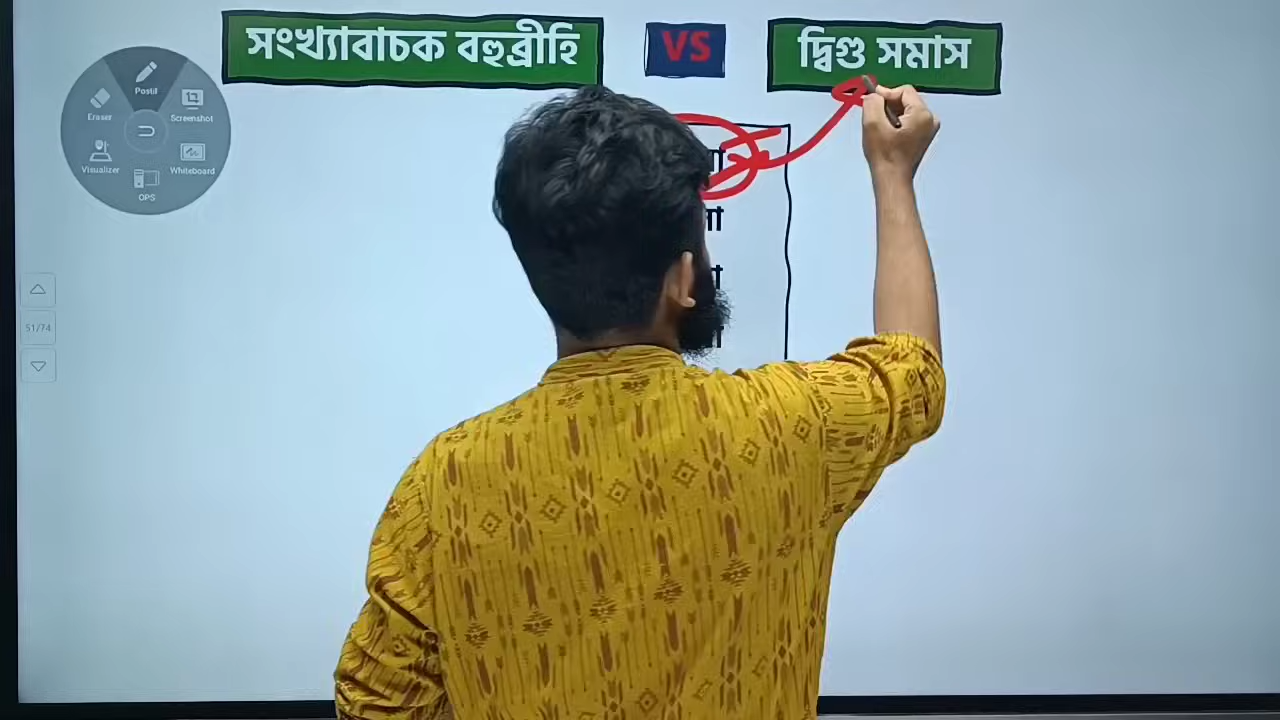 সংখ্যাবাচক বহুব্রীহি VS দ্বিগু সমাস
Postil
Eraser
Screenshot
Visualizer
Whiteboard
OPS
51/74